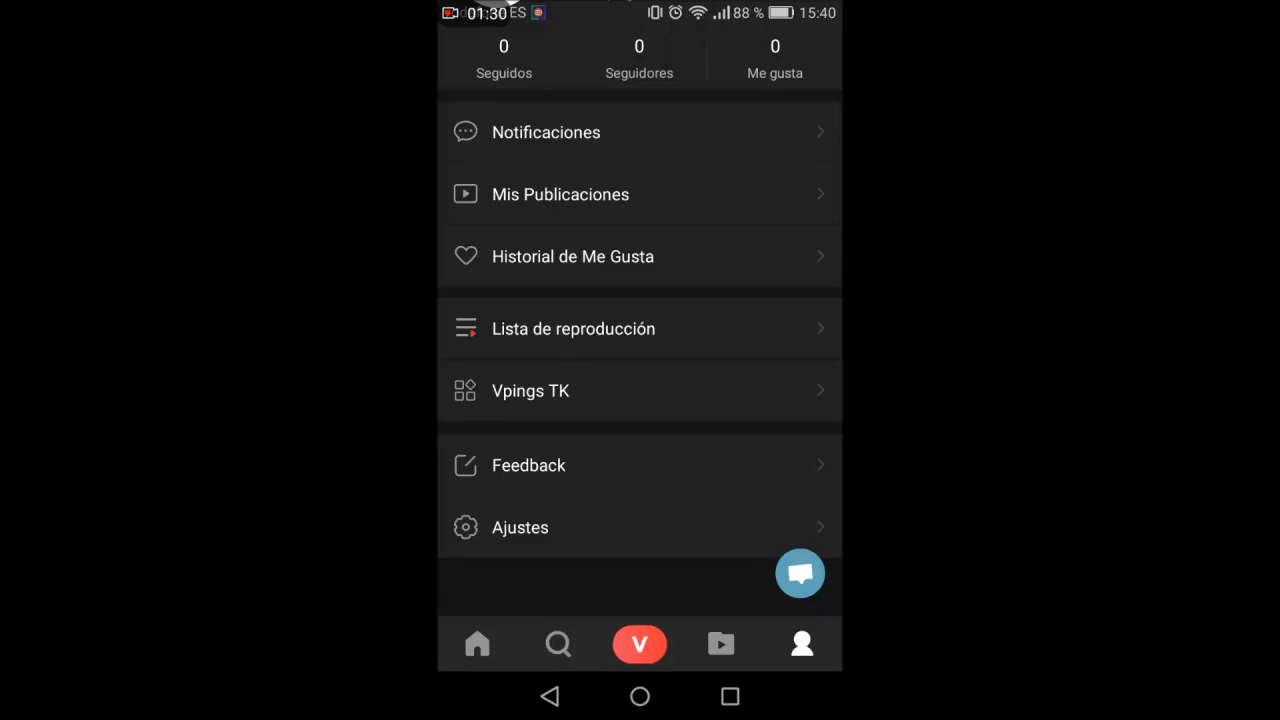 01:30 ES 88 % 15:40
0 0 0
Seguidos Seguidores Me gusta
Notificaciones
Mis Publicaciones
Historial de Me Gusta
Lista de reproducción
Vpings TK
Feedback
Ajustes
V